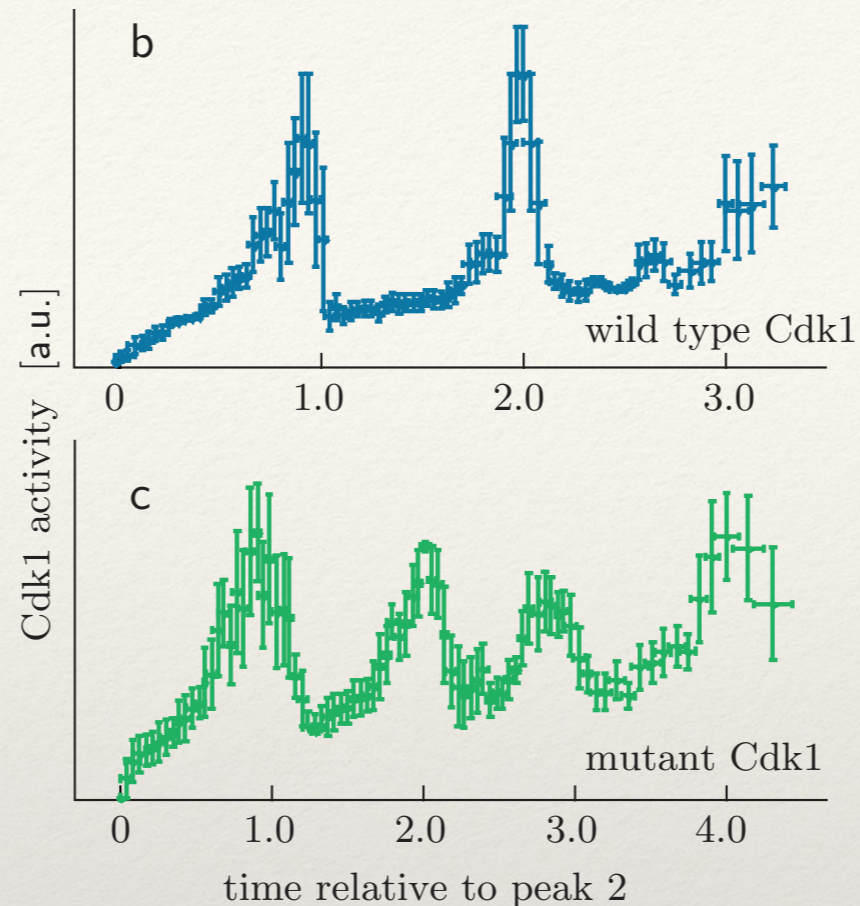 b
wild type Cdk1
0 1.0 2.0 3.0
Cdk1 activity [a.u.]
c
mutant Cdk1
0 1.0 2.0 3.0 4.0
time relative to peak 2